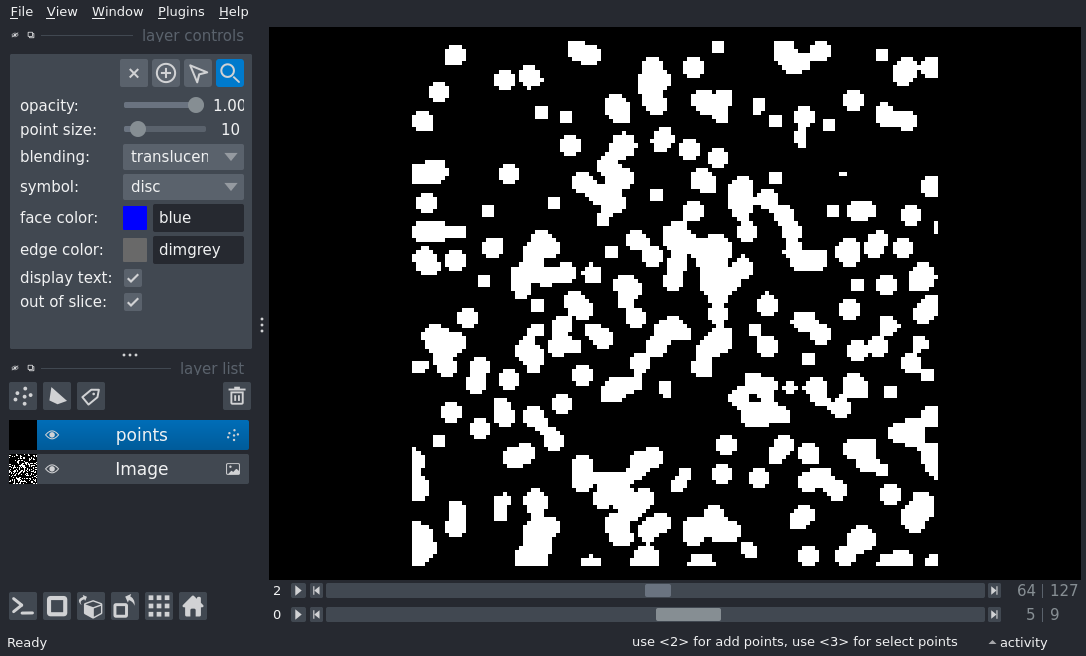 File View Window Plugins Help
layer controls
opacity: 1.00
point size: 10
blending: translucen
symbol: disc
face color: blue
edge color: dimgrey
display text:
out of slice:
layer list
points
Image
2 64 | 127
0 5 | 9
Ready use <2> for add points, use <3> for select points activity